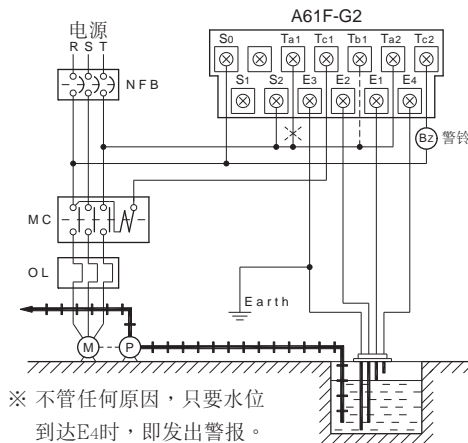 A61F-G2
电源
R S T
NFB
S0 Ta1 Tc1 Tb1 Ta2 Tc2
S1 S2 E3 E2 E1 E4
Bz 警铃
MC
OL
Earth
M P
※ 不管任何原因，只要水位
到达E4时，即发出警报。